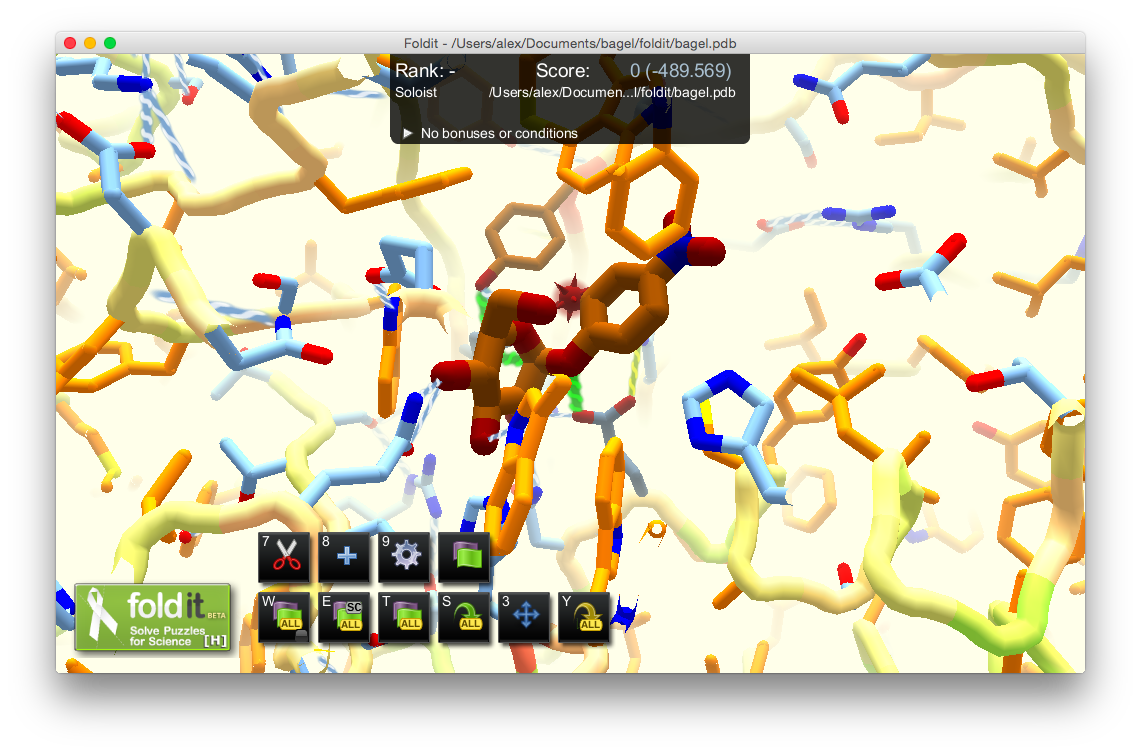 Foldit - /Users/alex/Documents/bagel/foldit/bagel.pdb
Rank: - Score: 0 (-489.569)
Soloist /Users/alex/Documen...l/foldit/bagel.pdb
No bonuses or conditions
7 8 9
W E SC T S 3 Y
ALL ALL ALL ALL ALL
foldit BETA
Solve Puzzles
for Science [H]